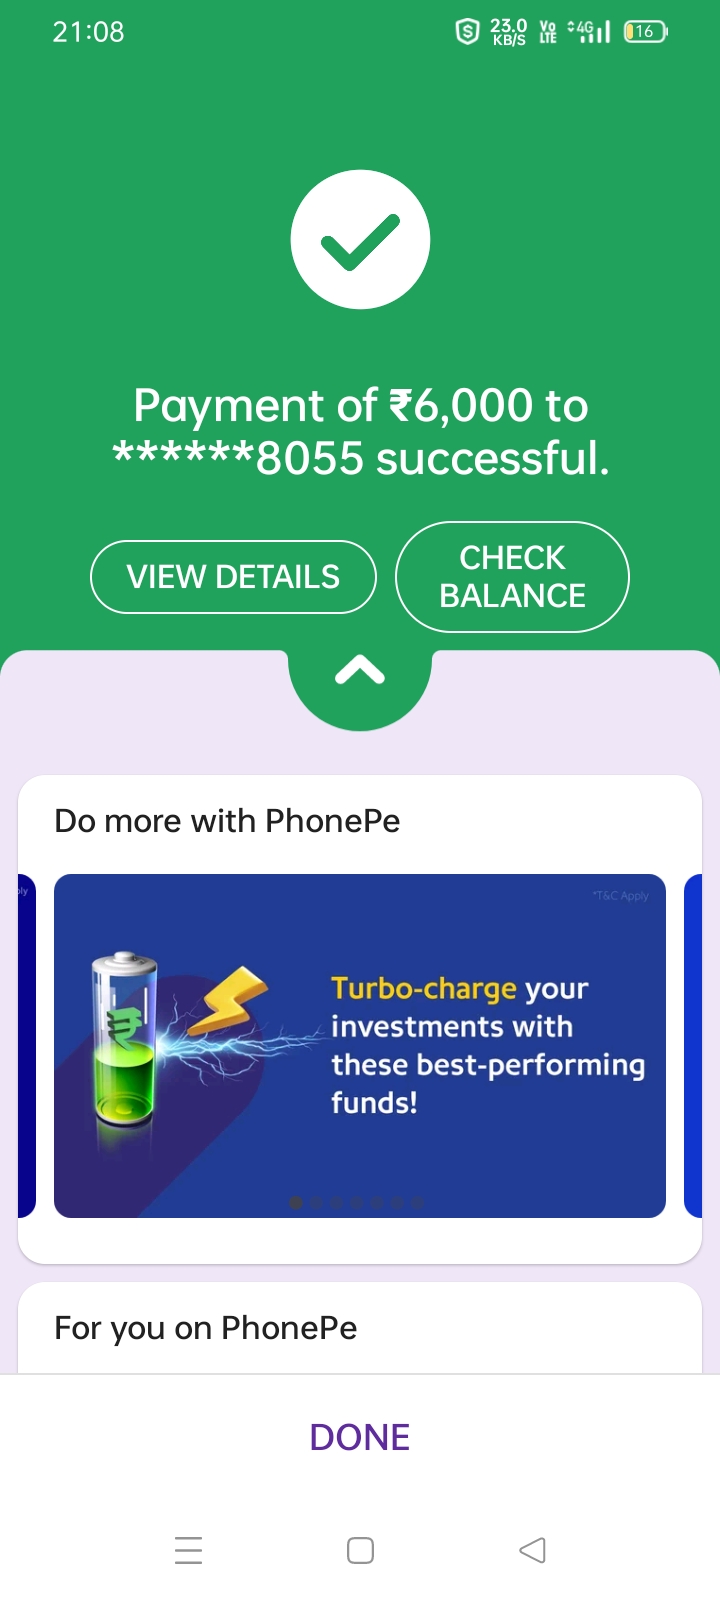 21:08
23.0
KB/S
Vo
LTE
4G
16
Payment of ₹6,000 to
******8055 successful.
VIEW DETAILS
CHECK
BALANCE
Do more with PhonePe
ply
*T&C Apply
₹
Turbo-charge your
investments with
these best-performing
funds!
For you on PhonePe
DONE